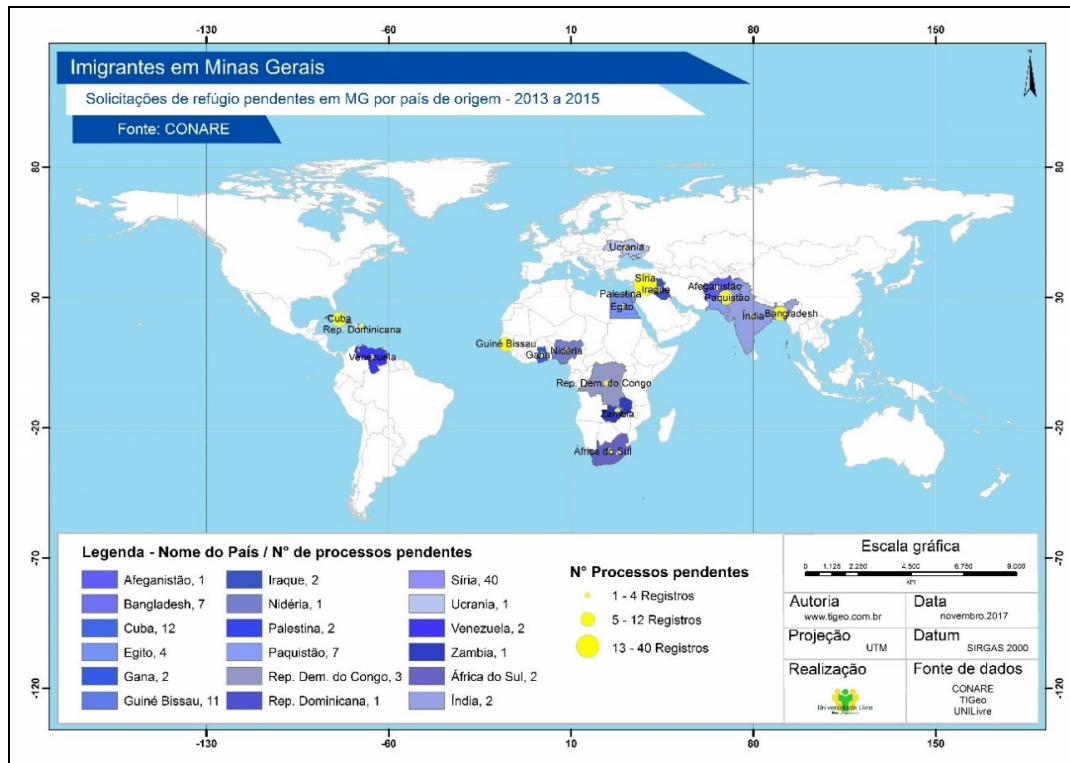 -130 -60 10 80 150
Imigrantes em Minas Gerais
Solicitações de refúgio pendentes em MG por país de origem - 2013 a 2015
Fonte: CONARE
N
80 80
30 30
-20 -20
-70 -70
-120 -120
Ucrania
Síria
Iraque
Palestina
Egito
Afeganistão
Paquistão
Índia
Bangladesh
Cuba
Rep. Dominicana
Venezuela
Guiné Bissau
Gana
Nidéria
Rep. Dem. do Congo
Zambia
África do Sul
Legenda - Nome do País / N° de processos pendentes
Afeganistão, 1
Bangladesh, 7
Cuba, 12
Egito, 4
Gana, 2
Guiné Bissau, 11
Iraque, 2
Nidéria, 1
Palestina, 2
Paquistão, 7
Rep. Dem. do Congo, 3
Rep. Dominicana, 1
Síria, 40
Ucrania, 1
Venezuela, 2
Zambia, 1
África do Sul, 2
Índia, 2
N° Processos pendentes
1 - 4 Registros
5 - 12 Registros
13 - 40 Registros
Escala gráfica
0 1.125 2.250 4.500 6.750 9.000
km
Autoria
www.tigeo.com.br
Data
novembro.2017
Projeção
UTM
Datum
SIRGAS 2000
Realização
Universidade Livre
Fonte de dados
CONARE
TIGeo
UNILivre
-130 -60 10 80 150